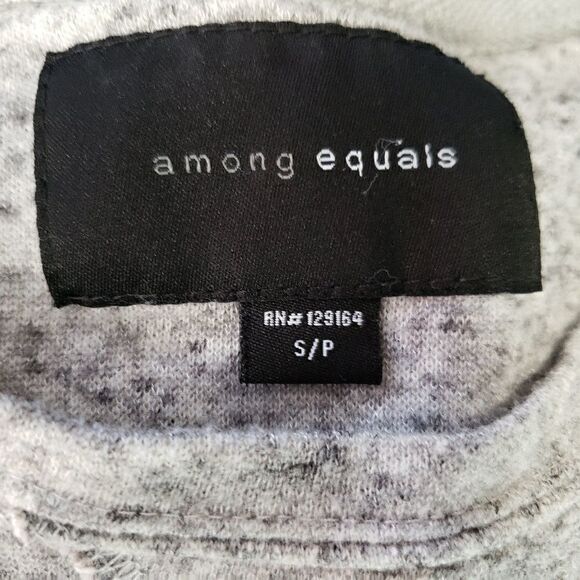 among equals
RN# 129164
S/P